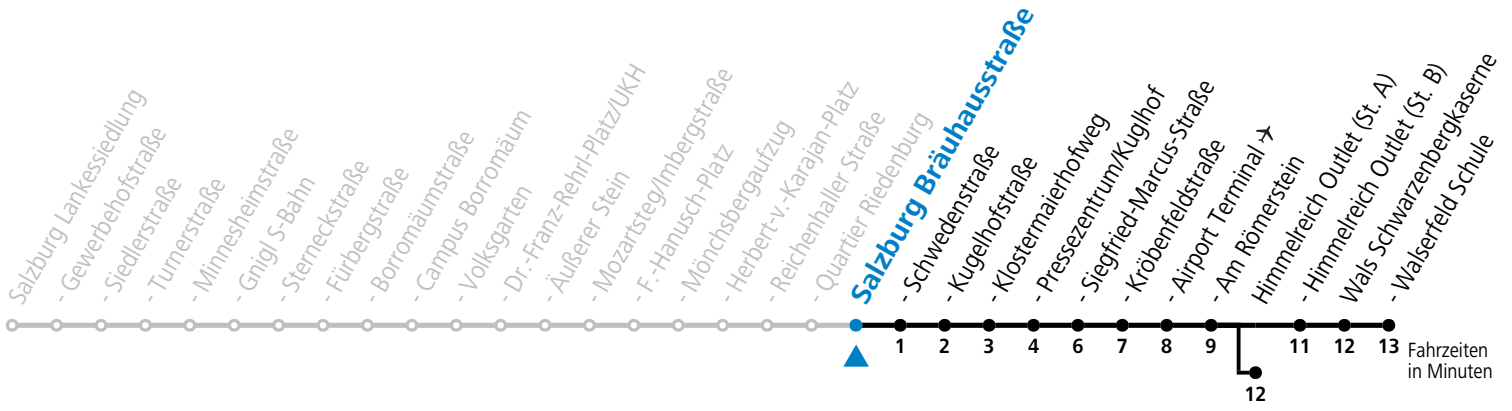 Salzburg Lankessiedlung
- Gewerbehofstraße
- Siedlerstraße
- Turnerstraße
- Minnesheimstraße
- Gnigl S-Bahn
- Sterneckstraße
- Fürbergstraße
- Borromäumstraße
- Campus Borromäum
- Volksgarten
- Dr.-Franz-Rehrl-Platz/UKH
- Äußerer Stein
- Mozartsteg/Imbergstraße
- F.-Hanusch-Platz
- Mönchsbergaufzug
- Herbert-v.-Karajan-Platz
- Reichenhaller Straße
- Quartier Riedenburg
Salzburg Bräuhausstraße
- Schwedenstraße
- Kugelhofstraße
- Klostermaierhofweg
- Pressezentrum/Kuglhof
- Siegfried-Marcus-Straße
- Kröbenfeldstraße
- Airport Terminal ✈
- Am Römerstein
Himmelreich Outlet (St. A)
- Himmelreich Outlet (St. B)
Wals Schwarzenbergkaserne
- Walserfeld Schule
1 2 3 4 6 7 8 9 11 12 13
Fahrzeiten
in Minuten
12